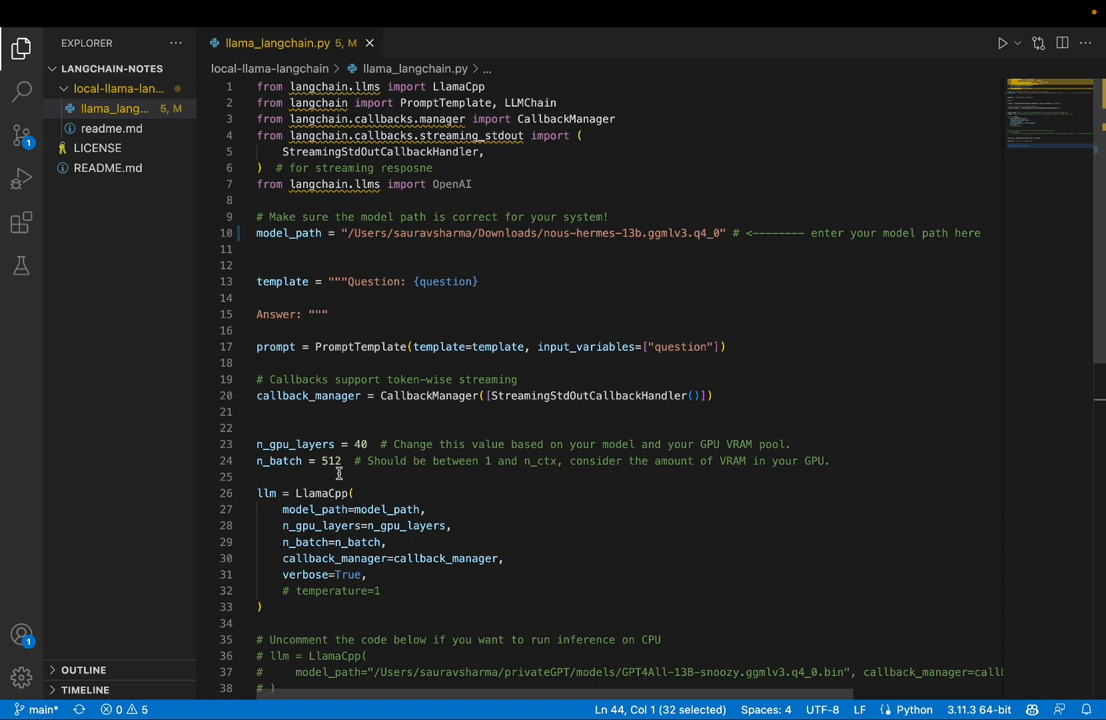 EXPLORER
LANGCHAIN-NOTES
local-llama-lan...
llama_lang... 5, M
readme.md
LICENSE
README.md
OUTLINE
TIMELINE
llama_langchain.py 5, M
local-llama-langchain > llama_langchain.py > ...
1 from langchain.llms import LlamaCpp
2 from langchain import PromptTemplate, LLMChain
3 from langchain.callbacks.manager import CallbackManager
4 from langchain.callbacks.streaming_stdout import (
5 StreamingStdOutCallbackHandler,
6 ) # for streaming resposne
7 from langchain.llms import OpenAI
8
9 # Make sure the model path is correct for your system!
10 model_path = "/Users/sauravsharma/Downloads/nous-hermes-13b.ggmlv3.q4_0" # <-------- enter your model path here
11
12
13 template = """Question: {question}
14
15 Answer: """
16
17 prompt = PromptTemplate(template=template, input_variables=["question"])
18
19 # Callbacks support token-wise streaming
20 callback_manager = CallbackManager([StreamingStdOutCallbackHandler()])
21
22
23 n_gpu_layers = 40 # Change this value based on your model and your GPU VRAM pool.
24 n_batch = 512 # Should be between 1 and n_ctx, consider the amount of VRAM in your GPU.
25
26 llm = LlamaCpp(
27 model_path=model_path,
28 n_gpu_layers=n_gpu_layers,
29 n_batch=n_batch,
30 callback_manager=callback_manager,
31 verbose=True,
32 # temperature=1
33 )
34
35 # Uncomment the code below if you want to run inference on CPU
36 # llm = LlamaCpp(
37 # model_path="/Users/sauravsharma/privateGPT/models/GPT4All-13B-snoozy.ggmlv3.q4_0.bin", callback_manager=callb
38 # )
1
1
main* 0 5 Ln 44, Col 1 (32 selected) Spaces: 4 UTF-8 LF Python 3.11.3 64-bit